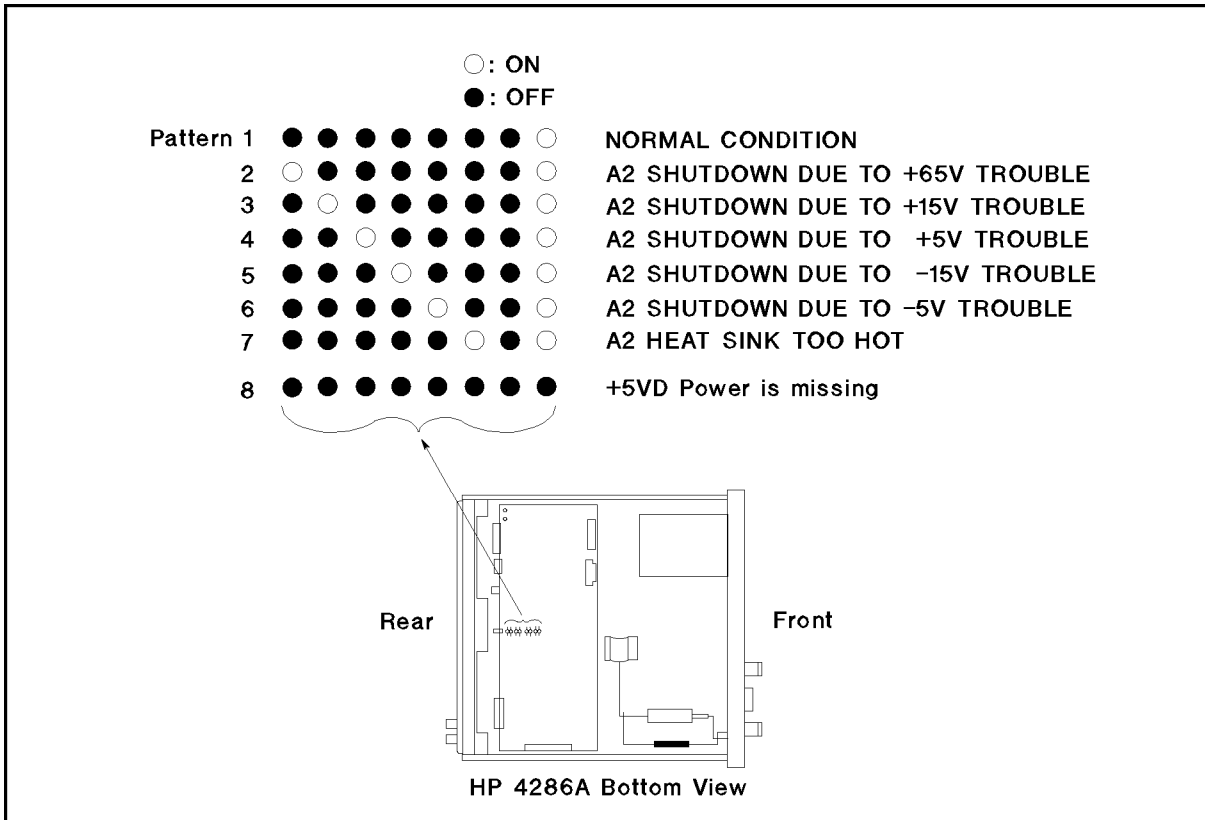 : ON
: OFF
Pattern 1 NORMAL CONDITION
2 A2 SHUTDOWN DUE TO +65V TROUBLE
3 A2 SHUTDOWN DUE TO +15V TROUBLE
4 A2 SHUTDOWN DUE TO +5V TROUBLE
5 A2 SHUTDOWN DUE TO -15V TROUBLE
6 A2 SHUTDOWN DUE TO -5V TROUBLE
7 A2 HEAT SINK TOO HOT
8 +5VD Power is missing
Rear Front
HP 4286A Bottom View